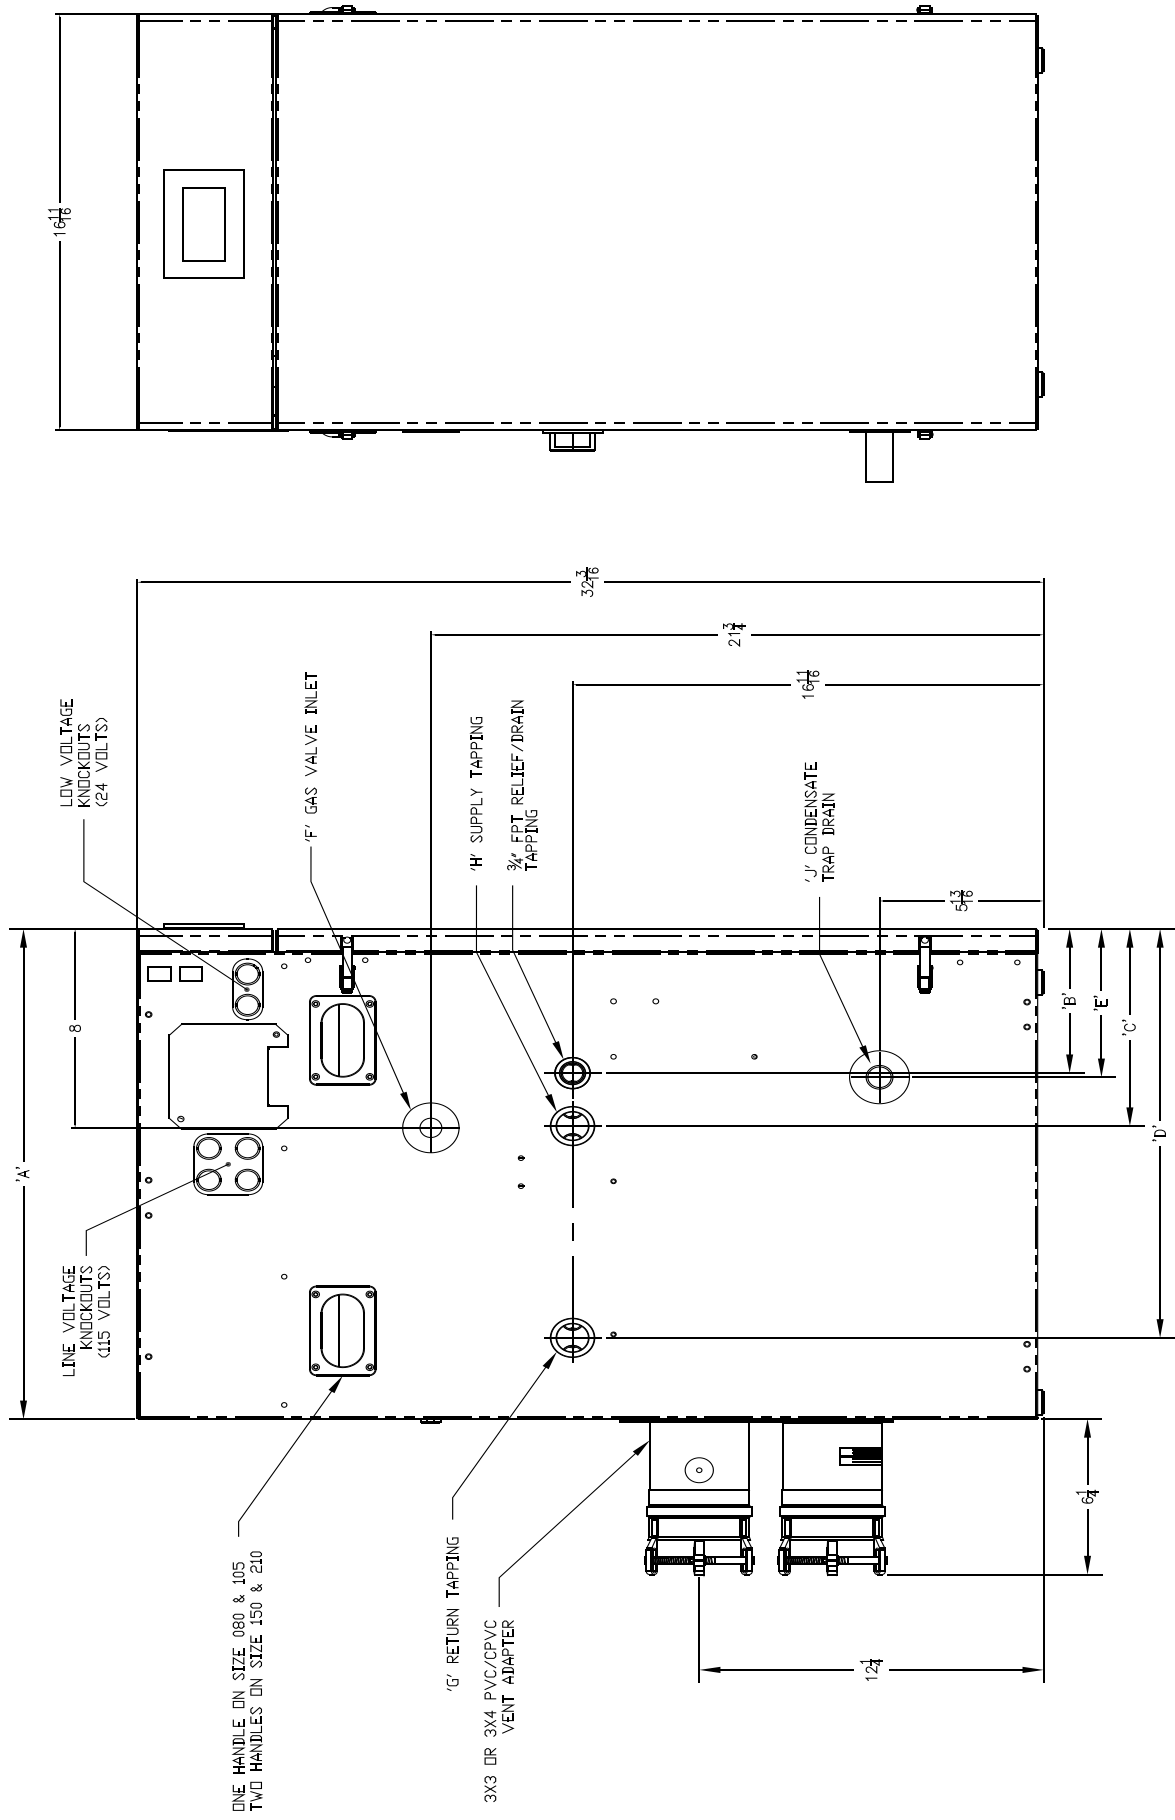 16 11/16
32 3/16
21 3/4
16 11/16
5 13/16
LOW VOLTAGE
KNOCKOUTS
(24 VOLTS)
'F' GAS VALVE INLET
'H' SUPPLY TAPPING
¾" FPT RELIEF/DRAIN
TAPPING
'J' CONDENSATE
TRAP DRAIN
8
'A'
'B'
'E'
'C'
'D'
LINE VOLTAGE
KNOCKOUTS
(115 VOLTS)
ONE HANDLE ON SIZE 080 & 105
TWO HANDLES ON SIZE 150 & 210
'G' RETURN TAPPING
3X3 OR 3X4 PVC/CPVC
VENT ADAPTER
6 1/4
12 1/4